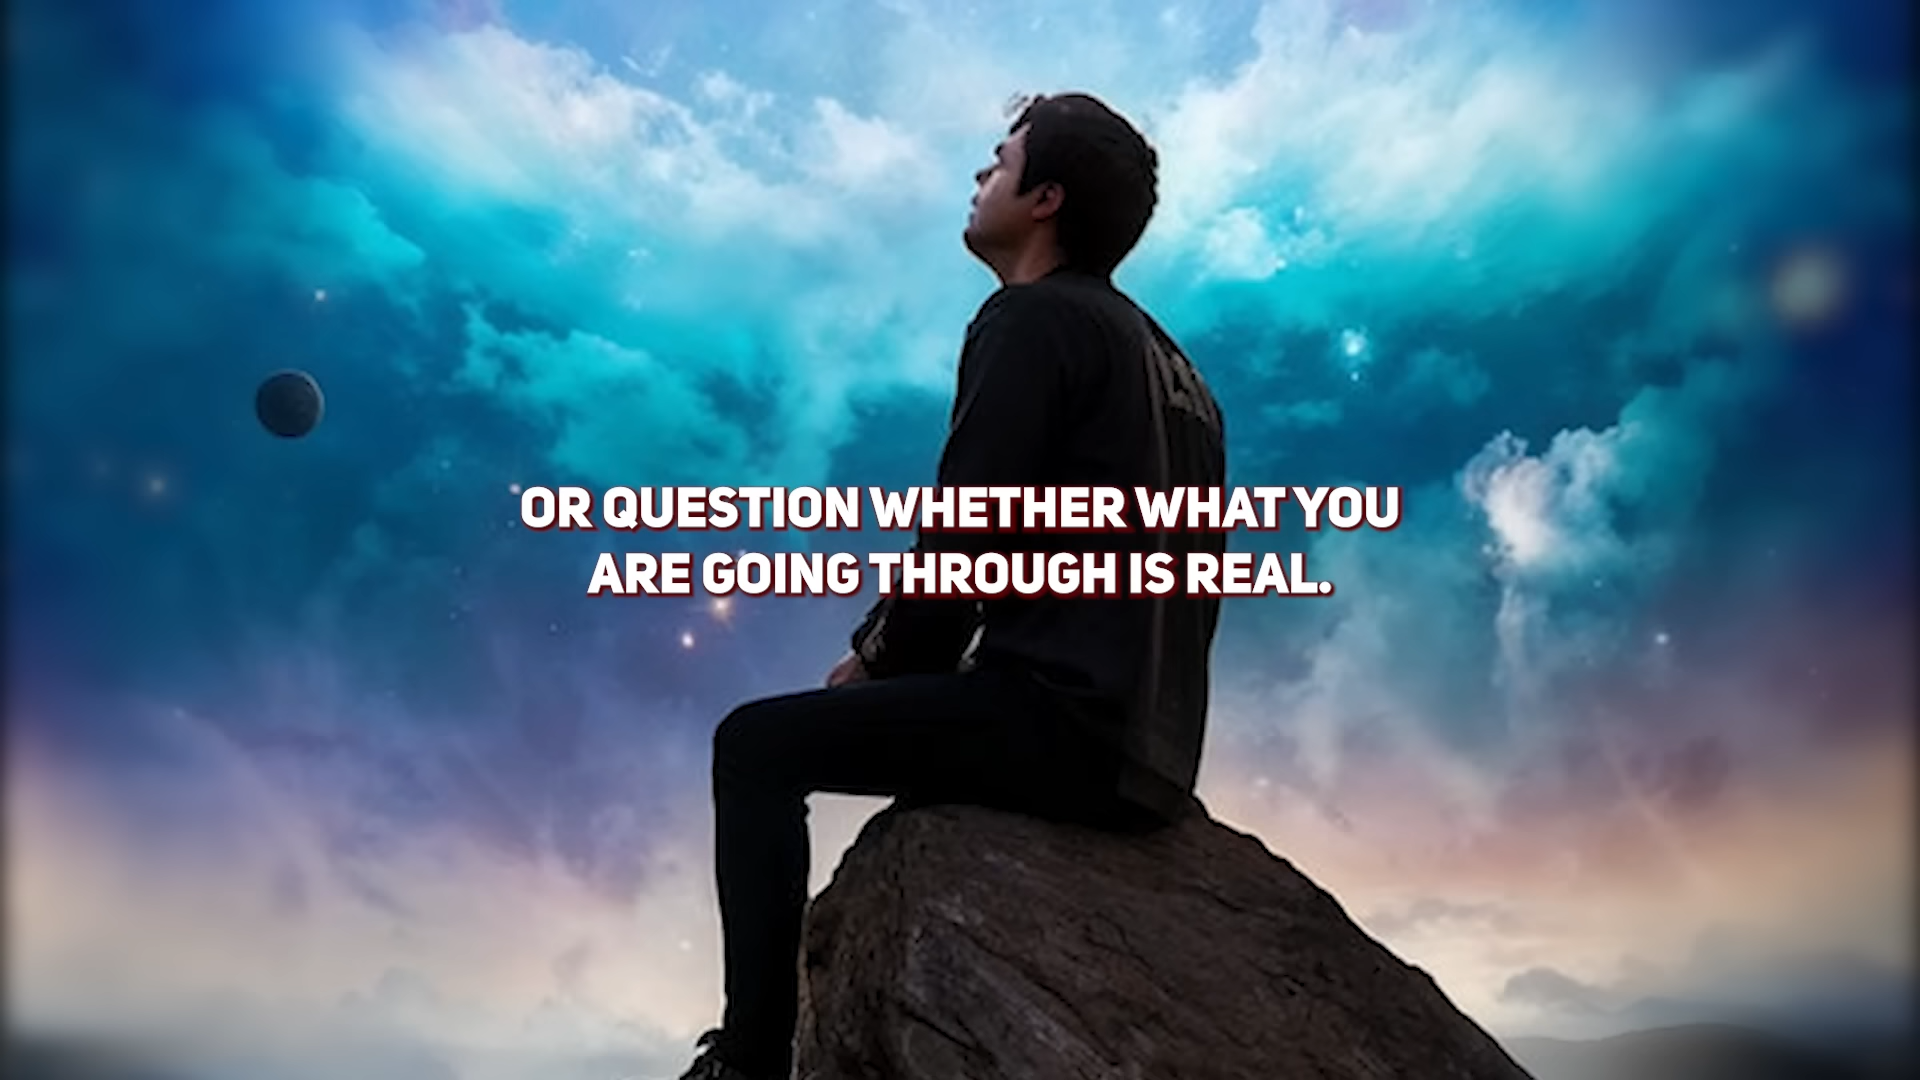 OR QUESTION WHETHER WHAT YOU
ARE GOING THROUGH IS REAL.